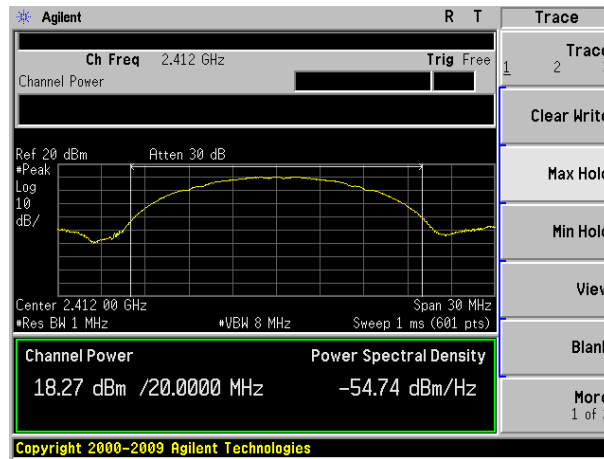 Agilent R T Trace
Ch Freq 2.412 GHz Trig Free
Channel Power
Trace
1 2
Clear Write
Max Hold
Min Hold
View
Blank
More
1 of
Ref 20 dBm Atten 30 dB
#Peak
Log
10
dB/
Center 2.412 00 GHz Span 30 MHz
#Res BW 1 MHz #VBW 8 MHz Sweep 1 ms (601 pts)
Channel Power Power Spectral Density
18.27 dBm /20.0000 MHz -54.74 dBm/Hz
Copyright 2000-2009 Agilent Technologies